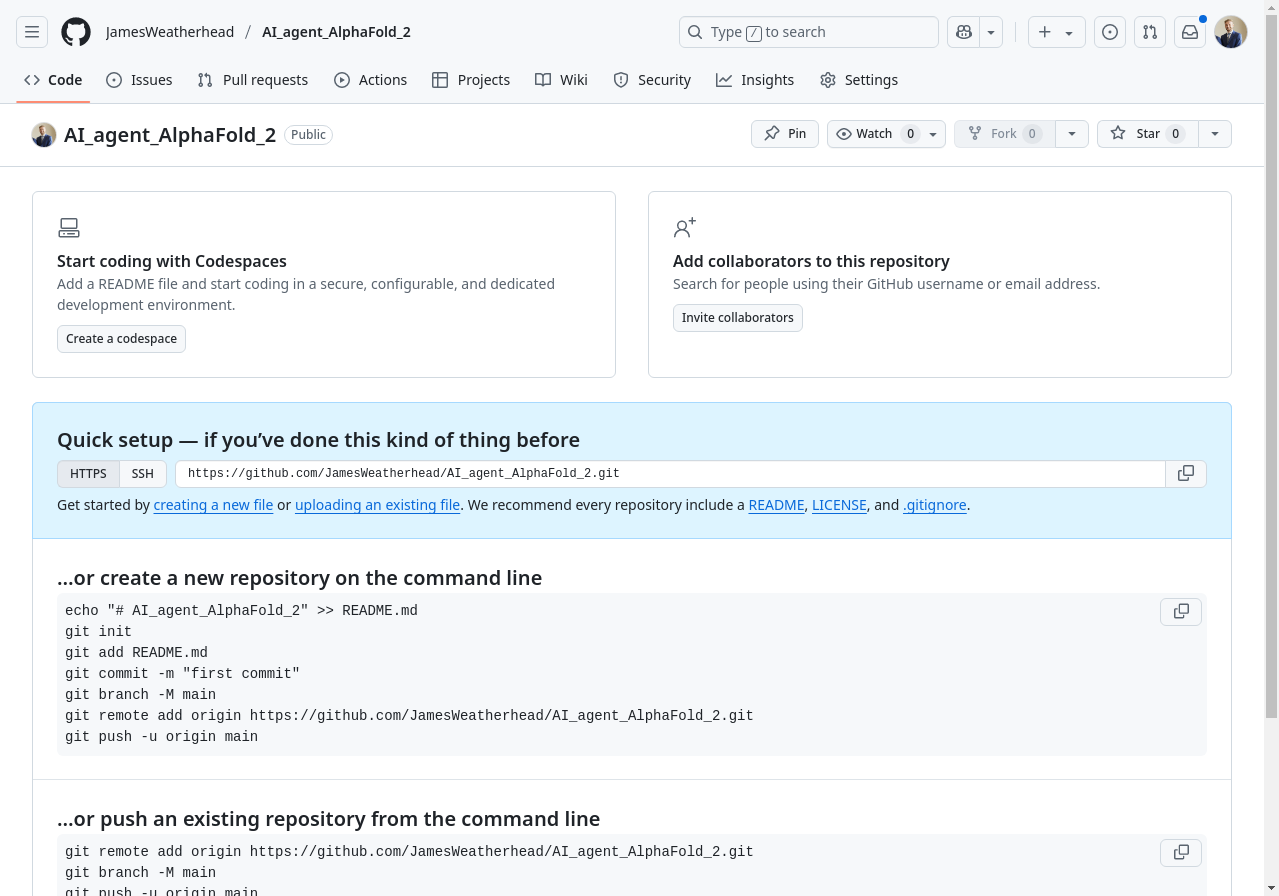 JamesWeatherhead / AI_agent_AlphaFold_2
Type / to search
Code
Issues
Pull requests
Actions
Projects
Wiki
Security
Insights
Settings
AI_agent_AlphaFold_2 Public
Pin
Watch 0
Fork 0
Star 0
Start coding with Codespaces
Add a README file and start coding in a secure, configurable, and dedicated
development environment.
Create a codespace
Add collaborators to this repository
Search for people using their GitHub username or email address.
Invite collaborators
Quick setup — if you’ve done this kind of thing before
HTTPS SSH https://github.com/JamesWeatherhead/AI_agent_AlphaFold_2.git
Get started by creating a new file or uploading an existing file. We recommend every repository include a README, LICENSE, and .gitignore.
…or create a new repository on the command line
echo "# AI_agent_AlphaFold_2" >> README.md
git init
git add README.md
git commit -m "first commit"
git branch -M main
git remote add origin https://github.com/JamesWeatherhead/AI_agent_AlphaFold_2.git
git push -u origin main
…or push an existing repository from the command line
git remote add origin https://github.com/JamesWeatherhead/AI_agent_AlphaFold_2.git
git branch -M main
git push -u origin main